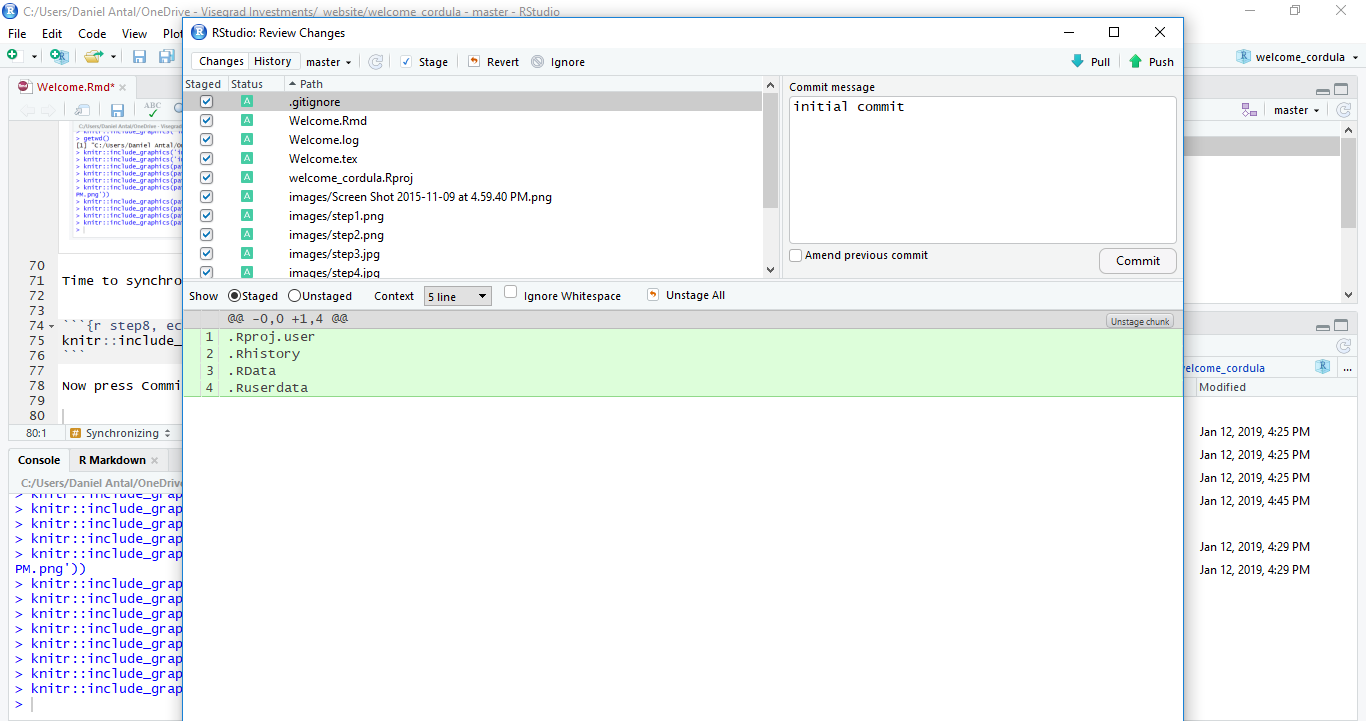 C:/Users/Daniel Antal/OneDrive - Visegrad Investments/_website/welcome_cordula - master - RStudio
File Edit Code View Plot
RStudio: Review Changes
Changes History master Stage Revert Ignore Pull Push
welcome_cordula
Staged Status Path
.gitignore
Welcome.Rmd
Welcome.log
Welcome.tex
welcome_cordula.Rproj
images/Screen Shot 2015-11-09 at 4.59.40 PM.png
images/step1.png
images/step2.png
images/step3.jpg
images/step4.jpg
Commit message
initial commit
Amend previous commit
Commit
Show Staged Unstaged Context 5 line Ignore Whitespace Unstage All
@@ -0,0 +1,4 @@ Unstage chunk
1 .Rproj.user
2 .Rhistory
3 .RData
4 .Ruserdata
Welcome.Rmd*
ABC
> getwd()
[1] "C:/Users/Daniel Antal/O
> knitr::include_graphics('i
> knitr::include_graphics('i
> knitr::include_graphics(pa
> knitr::include_graphics(pa
> knitr::include_graphics(pa
> knitr::include_graphics(pa
PM.png'))
> knitr::include_graphics(pa
> knitr::include_graphics(pa
> knitr::include_graphics(pa
> knitr::include_graphics(pa
>
70
71 Time to synchro
72
73
74 ```{r step8, ec
75 knitr::include_
76 ```
77
78 Now press Commi
79
80
80:1 # Synchronizing
Console R Markdown
C:/Users/Daniel Antal/OneDriv
> knitr::include_grap
> knitr::include_grap
> knitr::include_grap
> knitr::include_grap
> knitr::include_grap
PM.png'))
> knitr::include_grap
> knitr::include_grap
> knitr::include_grap
> knitr::include_grap
> knitr::include_grap
> knitr::include_grap
> knitr::include_grap
> knitr::include_grap
>
master
elcome_cordula ...
Modified
Jan 12, 2019, 4:25 PM
Jan 12, 2019, 4:25 PM
Jan 12, 2019, 4:25 PM
Jan 12, 2019, 4:45 PM
Jan 12, 2019, 4:29 PM
Jan 12, 2019, 4:29 PM